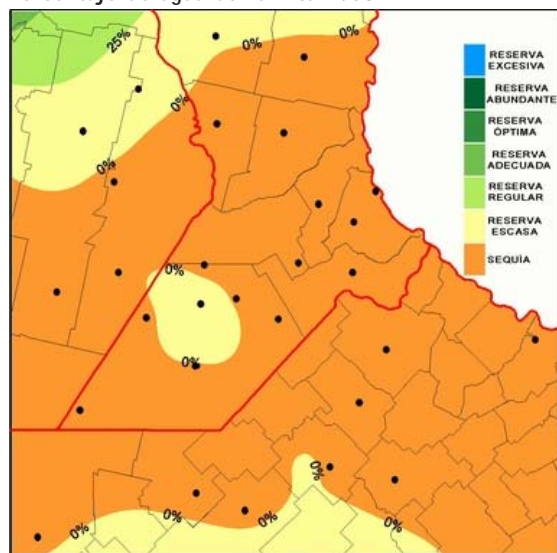 25%
0%
0%
0%
0%
0%
0%
0%
0%
0%
0%
RESERVA
EXCESIVA
RESERVA
ABUNDANTE
RESERVA
ÓPTIMA
RESERVA
ADECUADA
RESERVA
REGULAR
RESERVA
ESCASA
SEQUÍA